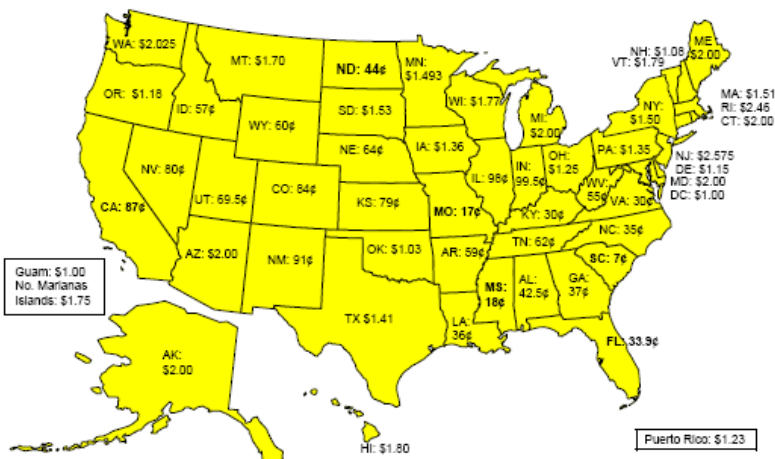 WA: $2.025
MT: $1.70
ND: 44¢
MN:
$1.493
NH: $1.08
VT: $1.79
ME
$2.00
OR: $1.18
ID: 57¢
SD: $1.53
WI: $1.77
MI:
$2.00
NY:
$1.50
MA: $1.51
RI: $2.46
CT: $2.00
WY: 60¢
NE: 64¢
IA: $1.36
PA: $1.35
NJ: $2.575
DE: $1.15
MD: $2.00
DC: $1.00
NV: 80¢
UT: 69.5¢
CO: 84¢
KS: 79¢
IL: 98¢
IN:
99.5¢
OH:
$1.25
WV:
55¢
VA: 30¢
CA: 87¢
MO: 17¢
KY: 30¢
AZ: $2.00
NM: 91¢
OK: $1.03
AR: 59¢
TN: 62¢
NC: 35¢
SC: 7¢
Guam: $1.00
No. Marianas
Islands: $1.75
TX $1.41
LA:
36¢
MS:
18¢
AL:
42.5¢
GA:
37¢
FL: 33.9¢
AK:
$2.00
HI: $1.80
Puerto Rico: $1.23